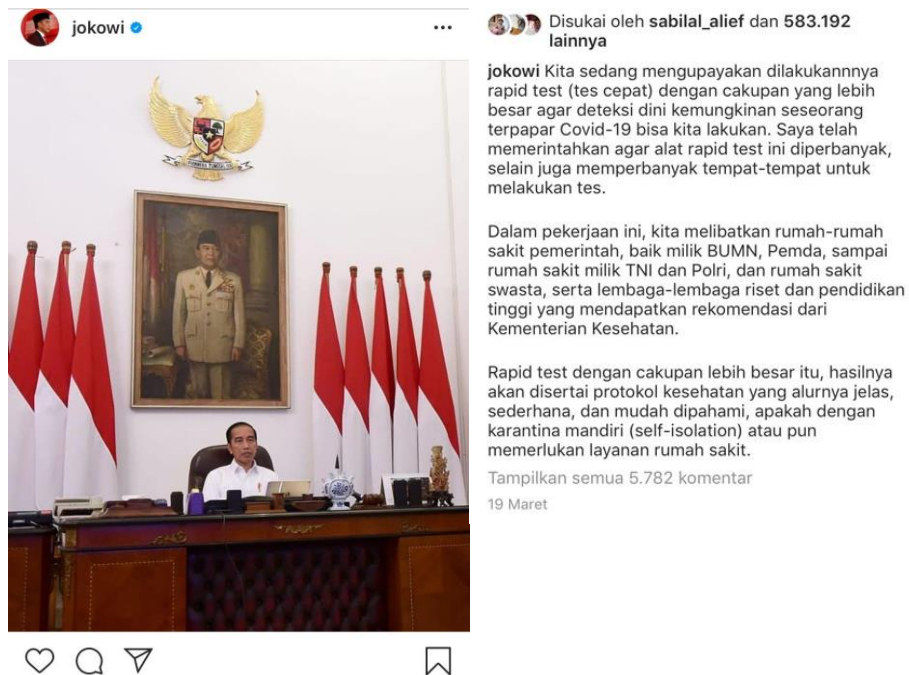 jokowi
Disukai oleh sabilal_alief dan 583.192
lainnya
jokowi Kita sedang mengupayakan dilakukannnya
rapid test (tes cepat) dengan cakupan yang lebih
besar agar deteksi dini kemungkinan seseorang
terpapar Covid-19 bisa kita lakukan. Saya telah
memerintahkan agar alat rapid test ini diperbanyak,
selain juga memperbanyak tempat-tempat untuk
melakukan tes.
Dalam pekerjaan ini, kita melibatkan rumah-rumah
sakit pemerintah, baik milik BUMN, Pemda, sampai
rumah sakit milik TNI dan Polri, dan rumah sakit
swasta, serta lembaga-lembaga riset dan pendidikan
tinggi yang mendapatkan rekomendasi dari
Kementerian Kesehatan.
Rapid test dengan cakupan lebih besar itu, hasilnya
akan disertai protokol kesehatan yang alurnya jelas,
sederhana, dan mudah dipahami, apakah dengan
karantina mandiri (self-isolation) atau pun
memerlukan layanan rumah sakit.
Tampilkan semua 5.782 komentar
19 Maret